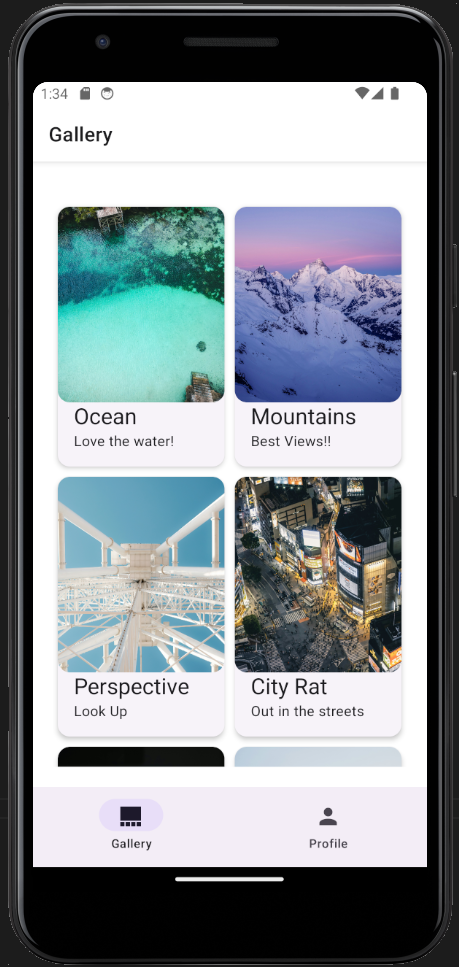 1:34
Gallery
Ocean
Love the water!
Mountains
Best Views!!
Perspective
Look Up
City Rat
Out in the streets
Gallery
Profile